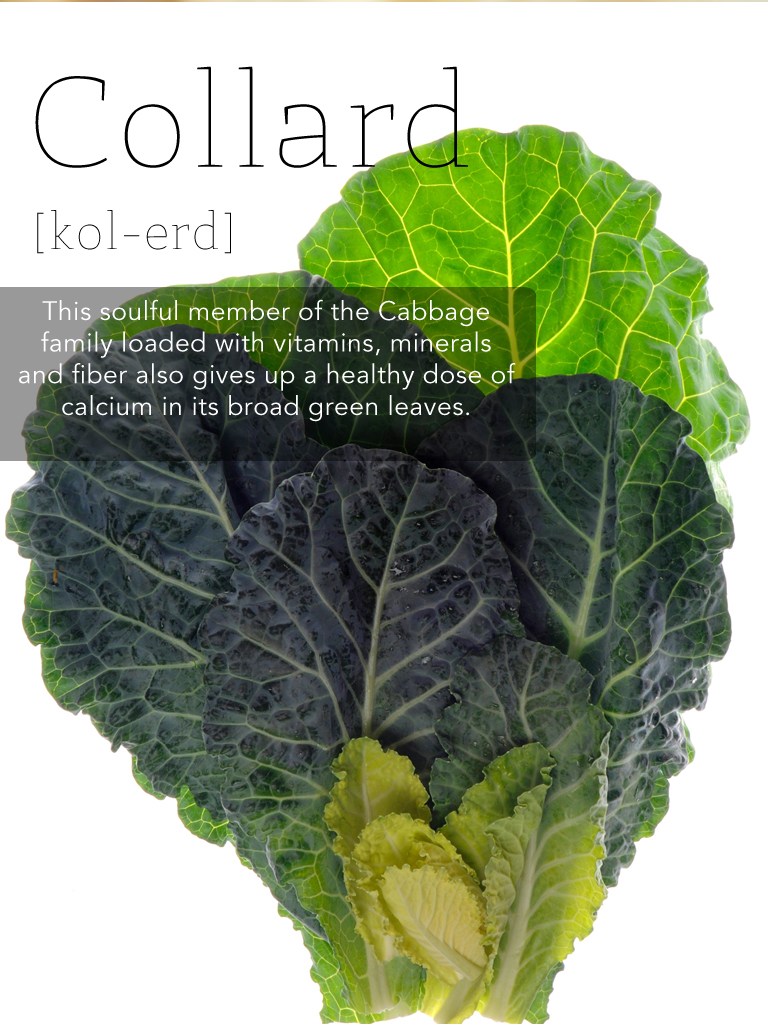 Collard
[kol-erd]
This soulful member of the Cabbage
family loaded with vitamins, minerals
and fiber also gives up a healthy dose of
calcium in its broad green leaves.